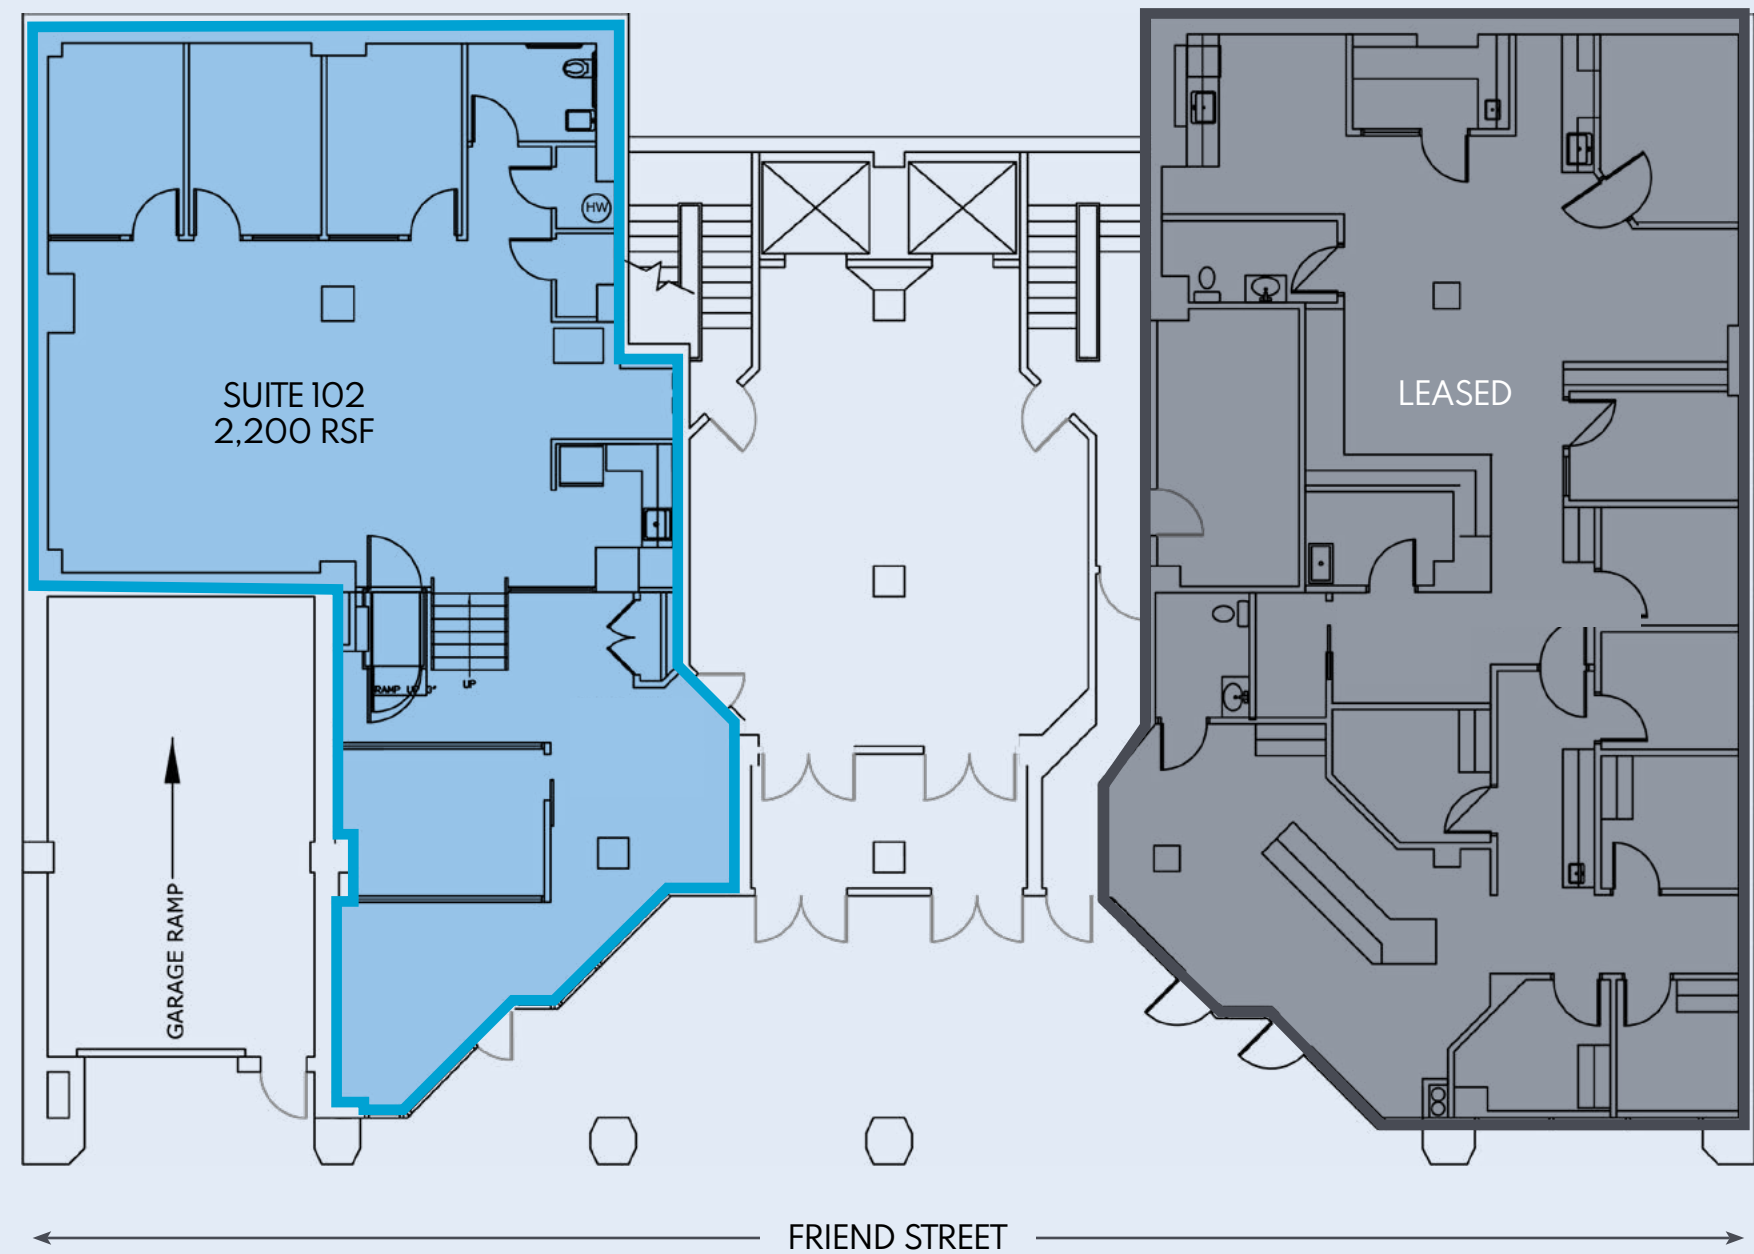 HW
SUITE 102
2,200 RSF
LEASED
UP
GARAGE RAMP
FRIEND STREET